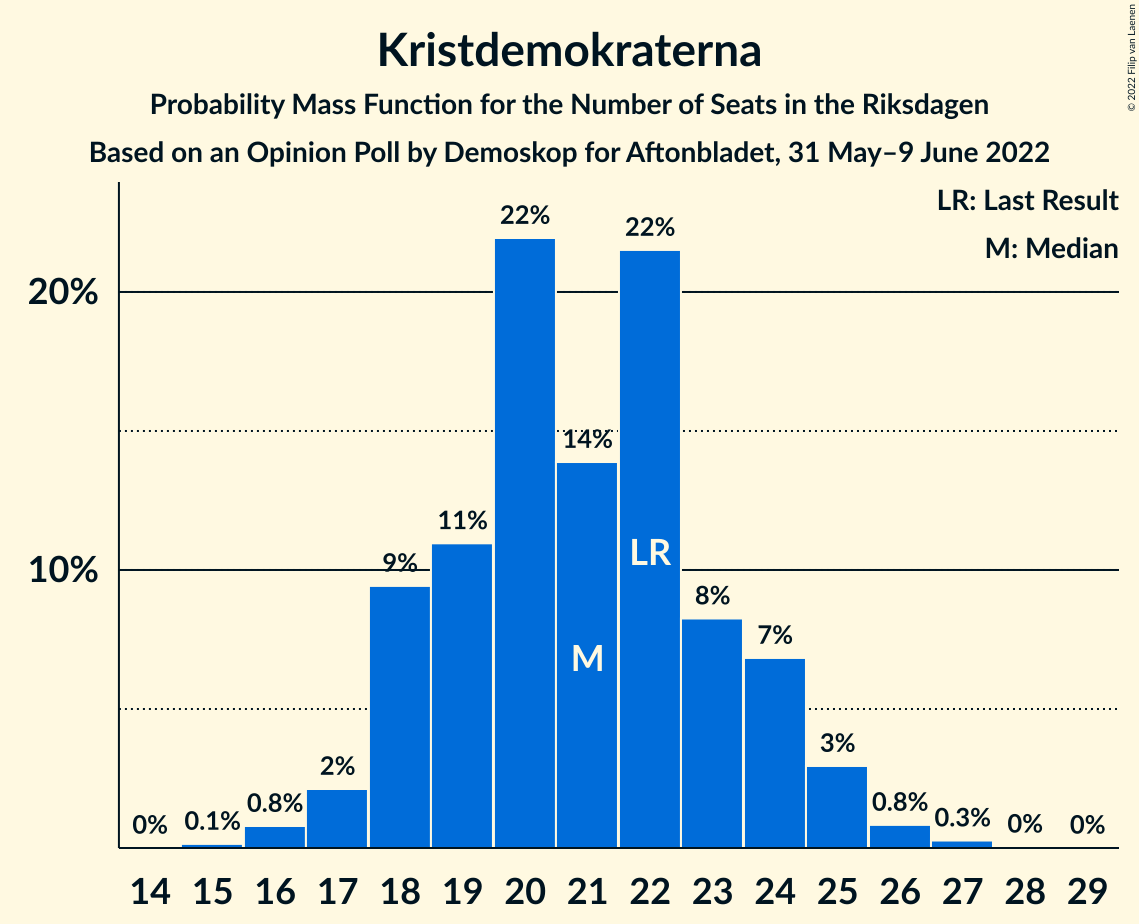 © 2022 Filip van Laenen
Kristdemokraterna
Probability Mass Function for the Number of Seats in the Riksdagen
Based on an Opinion Poll by Demoskop for Aftonbladet, 31 May–9 June 2022
LR: Last Result
M: Median
20%
10%
0%
0.1%
0.8%
2%
9%
11%
22%
14%
22%
8%
7%
3%
0.8%
0.3%
0%
0%
LR
M
14 15 16 17 18 19 20 21 22 23 24 25 26 27 28 29